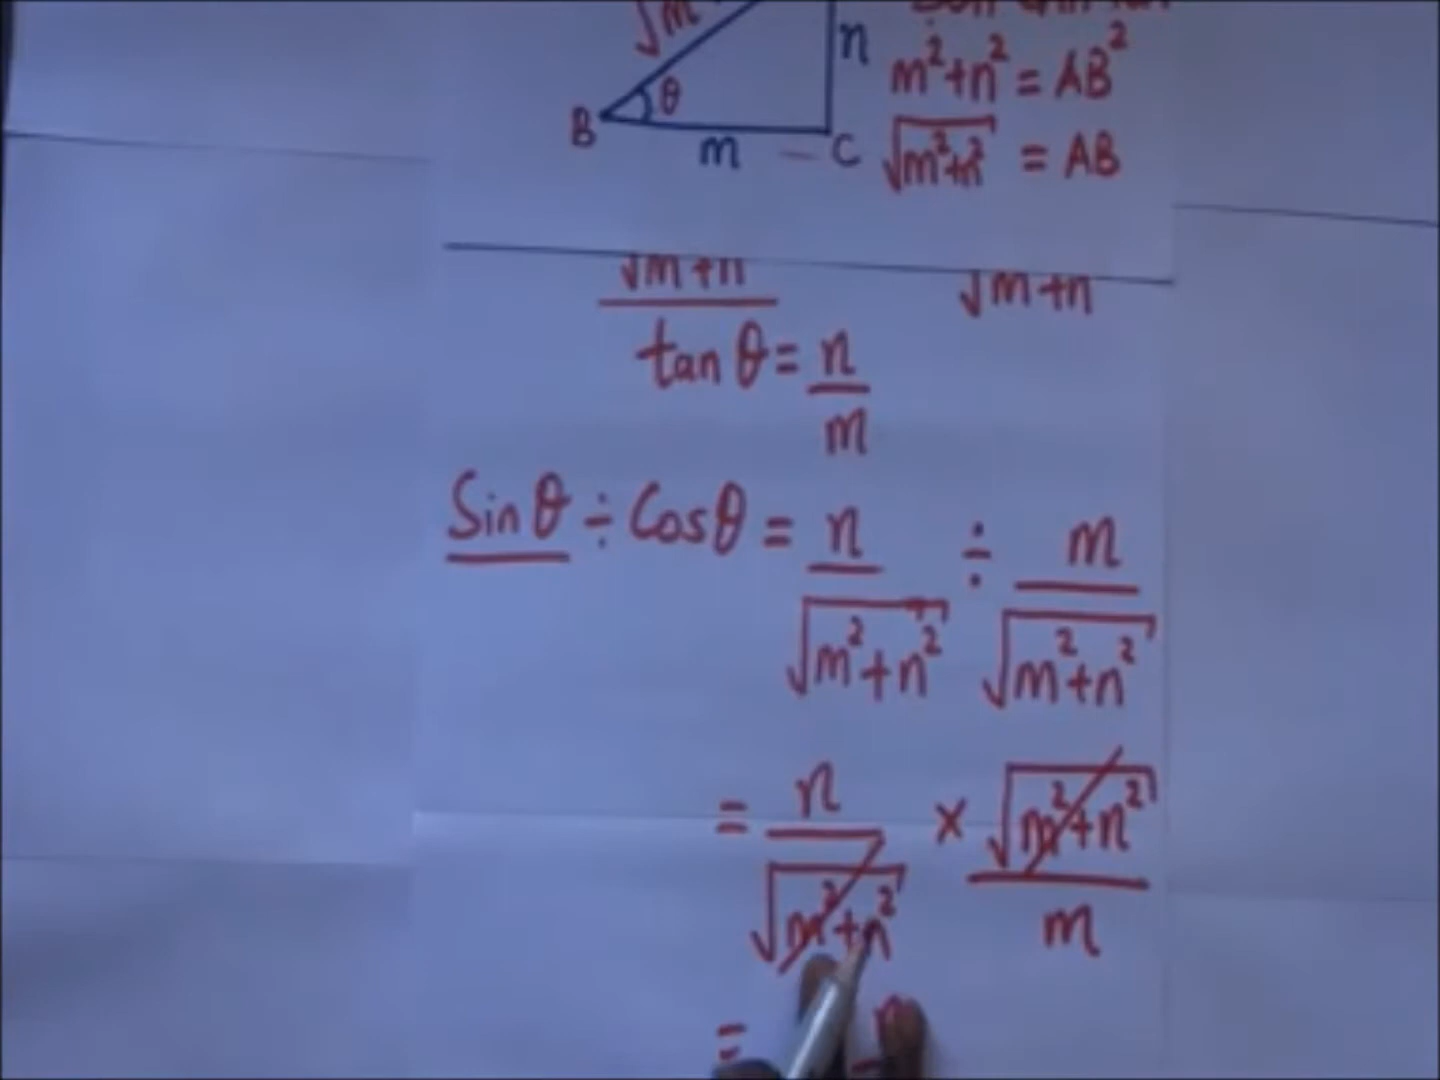 √m
n
θ
B
m
C
m²+n² = AB²
√m²+n² = AB
√m+n √m+n
tan θ = n/m
Sin θ ÷ Cos θ = n/√m²+n² ÷ m/√m²+n²
= n/√m²+n² × √m²+n²/m
= n